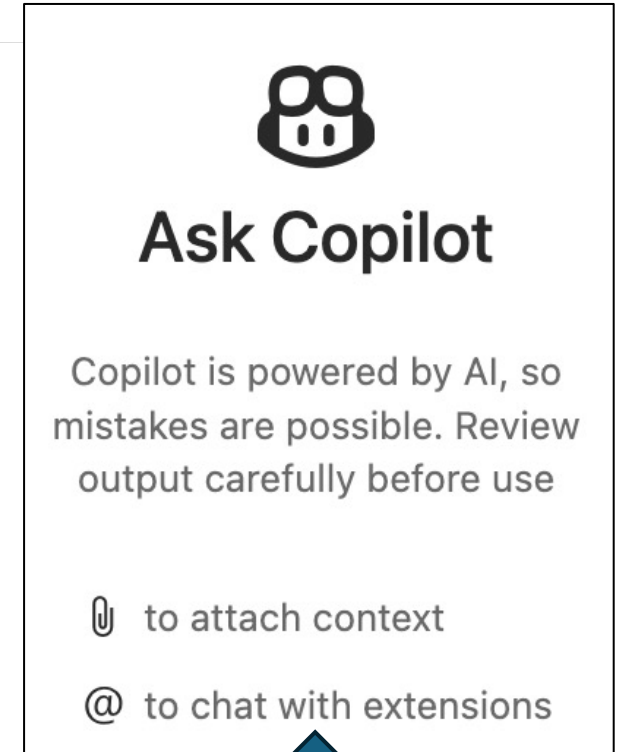 Ask Copilot
Copilot is powered by AI, so
mistakes are possible. Review
output carefully before use
to attach context
@ to chat with extensions